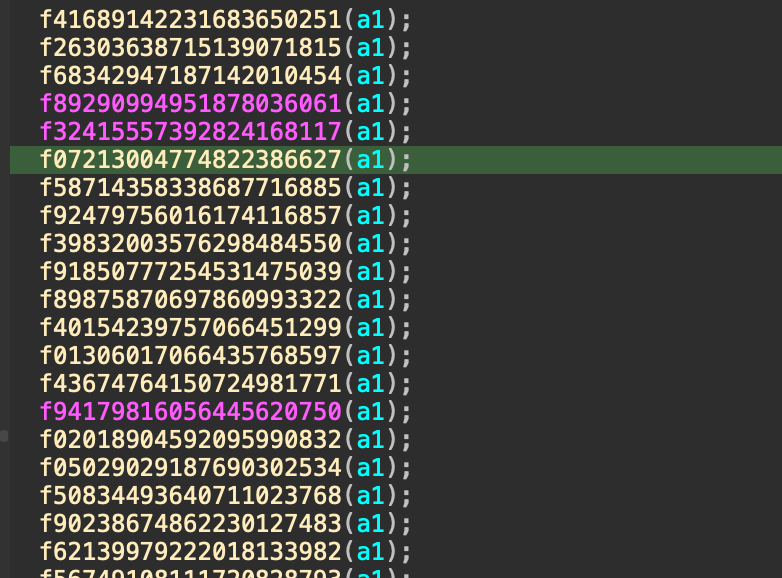 f41689142231683650251(a1);
f26303638715139071815(a1);
f68342947187142010454(a1);
f89290994951878036061(a1);
f32415557392824168117(a1);
f07213004774822386627(a1);
f58714358338687716885(a1);
f92479756016174116857(a1);
f39832003576298484550(a1);
f91850777254531475039(a1);
f89875870697860993322(a1);
f40154239757066451299(a1);
f01306017066435768597(a1);
f43674764150724981771(a1);
f94179816056445620750(a1);
f02018904592095990832(a1);
f05029029187690302534(a1);
f50834493640711023768(a1);
f90238674862230127483(a1);
f62139979222018133982(a1);